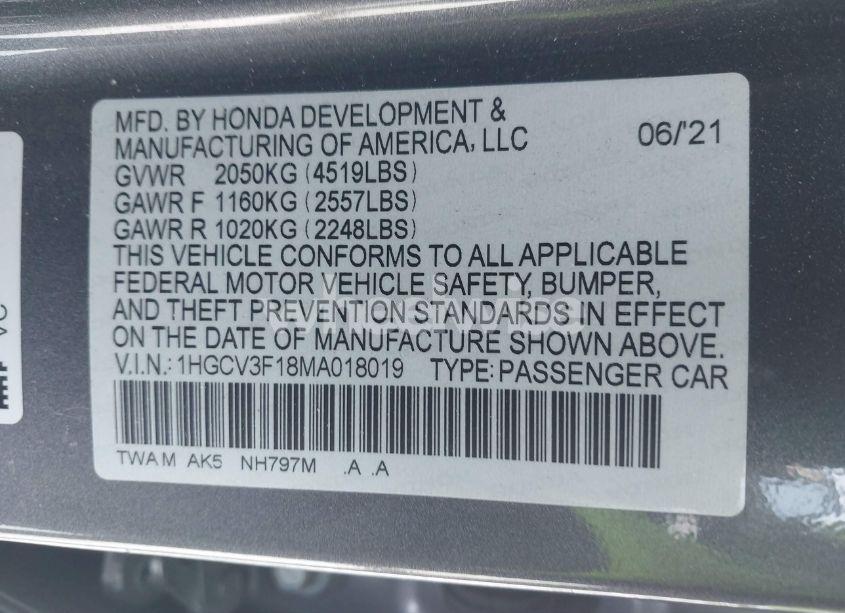 MFD. BY HONDA DEVELOPMENT &
MANUFACTURING OF AMERICA, LLC 06/'21
GVWR 2050KG (4519LBS)
GAWR F 1160KG (2557LBS)
GAWR R 1020KG (2248LBS)
THIS VEHICLE CONFORMS TO ALL APPLICABLE
FEDERAL MOTOR VEHICLE SAFETY, BUMPER,
AND THEFT PREVENTION STANDARDS IN EFFECT
ON THE DATE OF MANUFACTURE SHOWN ABOVE.
V.I.N.: 1HGCV3F18MA018019 TYPE: PASSENGER CAR
TWAM AK5 NH797M .A .A
VC